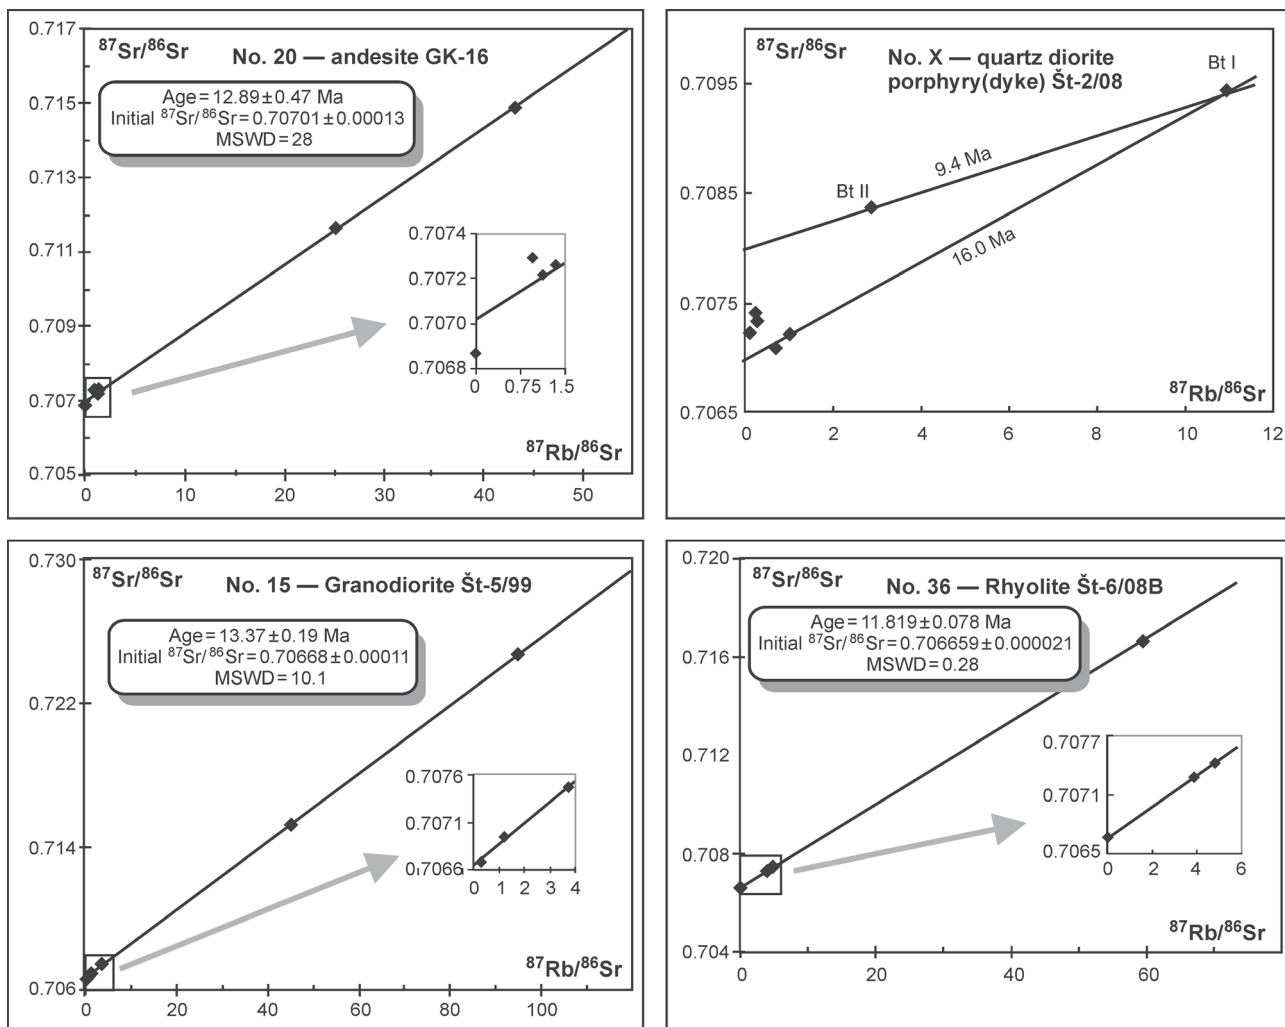 ⁸⁷Sr/⁸⁶Sr
No. 20 — andesite GK-16
Age=12.89±0.47 Ma
Initial ⁸⁷Sr/⁸⁶Sr=0.70701±0.00013
MSWD=28
0.717
0.715
0.713
0.711
0.709
0.707
0.705
0.7074
0.7072
0.7070
0.7068
0 0.75 1.5
⁸⁷Rb/⁸⁶Sr
0 10 20 30 40 50
⁸⁷Sr/⁸⁶Sr
No. X — quartz diorite
porphyry(dyke) Št-2/08
Bt I
9.4 Ma
Bt II
16.0 Ma
0.7095
0.7085
0.7075
0.7065
⁸⁷Rb/⁸⁶Sr
0 2 4 6 8 10 12
⁸⁷Sr/⁸⁶Sr
No. 15 — Granodiorite Št-5/99
Age=13.37±0.19 Ma
Initial ⁸⁷Sr/⁸⁶Sr=0.70668±0.00011
MSWD=10.1
0.730
0.722
0.714
0.706
0.7076
0.7071
0.7066
0 1 2 3 4
⁸⁷Rb/⁸⁶Sr
0 20 40 60 80 100
⁸⁷Sr/⁸⁶Sr
No. 36 — Rhyolite Št-6/08B
Age=11.819±0.078 Ma
Initial ⁸⁷Sr/⁸⁶Sr=0.706659±0.000021
MSWD=0.28
0.720
0.716
0.712
0.708
0.704
0.7077
0.7071
0.7065
0 2 4 6
⁸⁷Rb/⁸⁶Sr
0 20 40 60